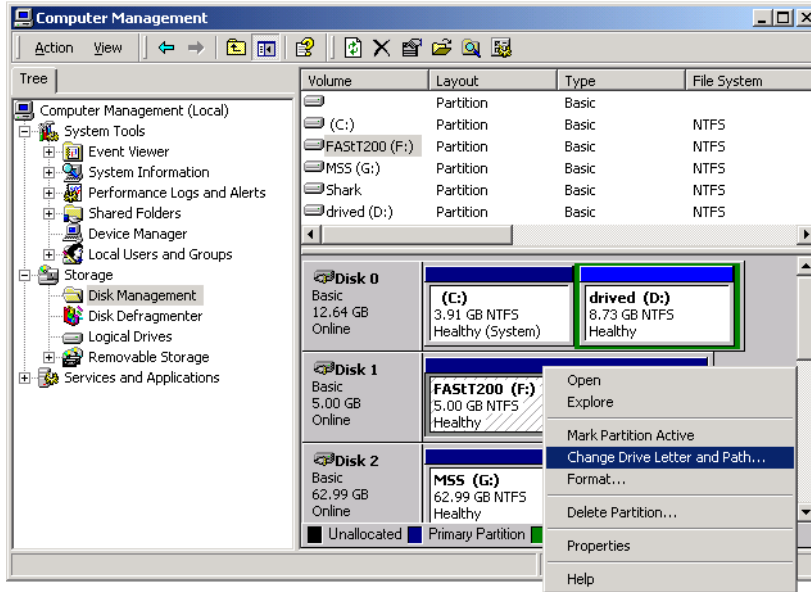 Computer Management
Action View
Tree
Computer Management (Local)
System Tools
Event Viewer
System Information
Performance Logs and Alerts
Shared Folders
Device Manager
Local Users and Groups
Storage
Disk Management
Disk Defragmenter
Logical Drives
Removable Storage
Services and Applications
Volume Layout Type File System
Partition Basic
(C:) Partition Basic NTFS
FAStT200 (F:) Partition Basic NTFS
MSS (G:) Partition Basic NTFS
Shark Partition Basic NTFS
drived (D:) Partition Basic NTFS
Disk 0
Basic
12.64 GB
Online
(C:)
3.91 GB NTFS
Healthy (System)
drived (D:)
8.73 GB NTFS
Healthy
Disk 1
Basic
5.00 GB
Online
FAStT200 (F:)
5.00 GB NTFS
Healthy
Disk 2
Basic
62.99 GB
Online
MSS (G:)
62.99 GB NTFS
Healthy
Unallocated Primary Partition
Open
Explore
Mark Partition Active
Change Drive Letter and Path...
Format...
Delete Partition...
Properties
Help